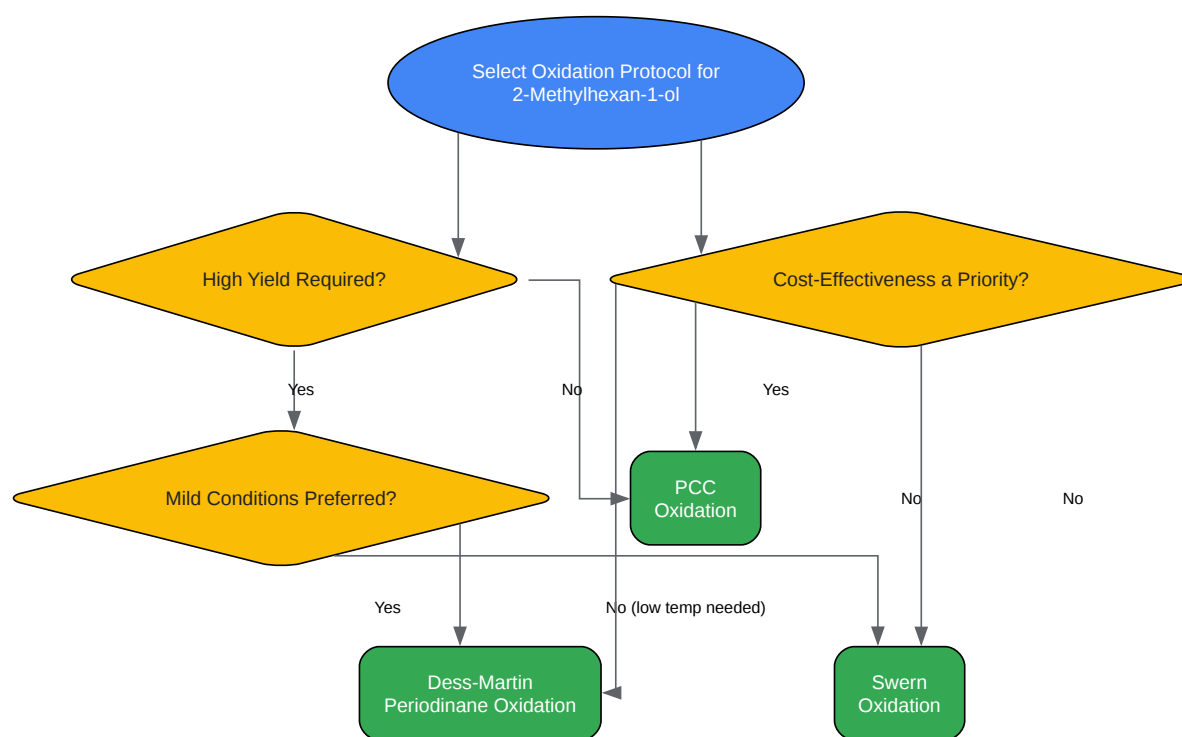 Select Oxidation Protocol for
2-Methylhexan-1-ol
High Yield Required?
Cost-Effectiveness a Priority?
Yes
No
Yes
Mild Conditions Preferred?
PCC
Oxidation
No
No
Yes
No (low temp needed)
Dess-Martin
Periodinane Oxidation
Swern
Oxidation